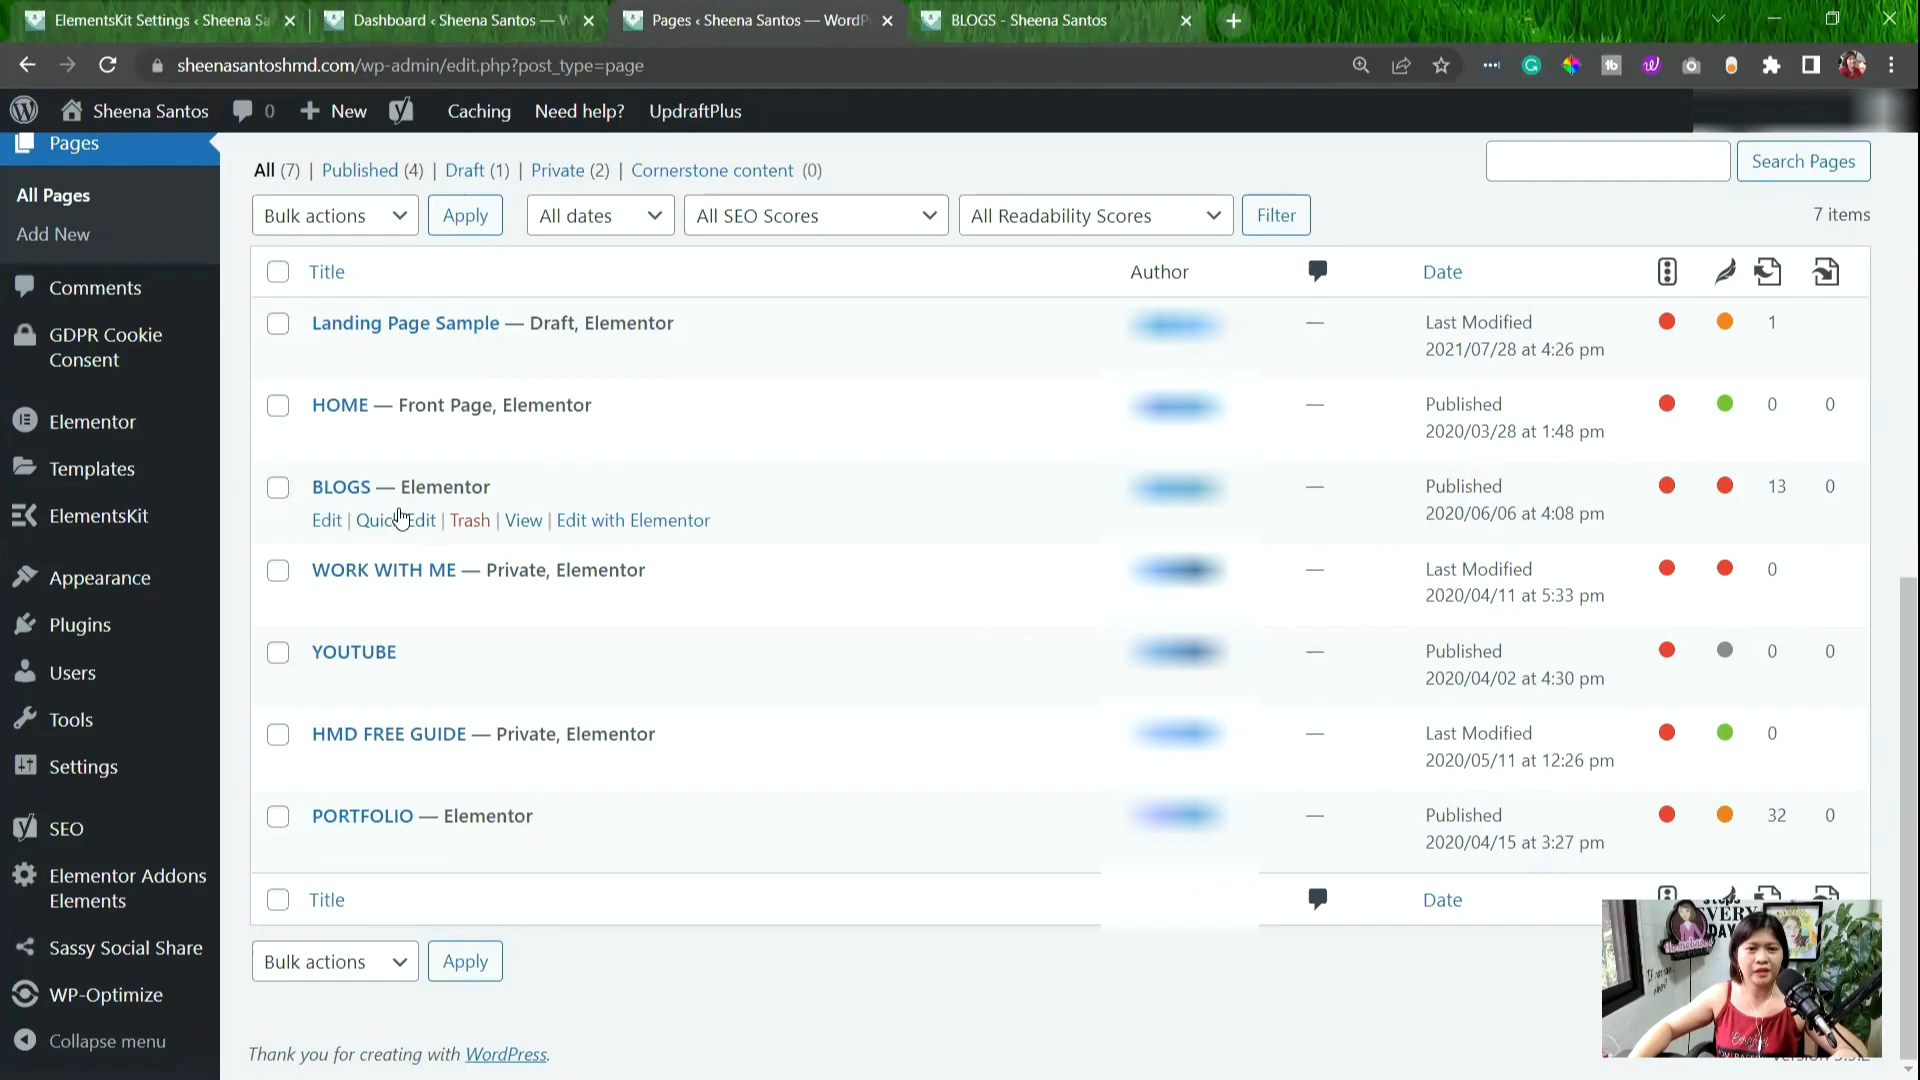 ElementsKit Settings ‹ Sheena Sa
Dashboard ‹ Sheena Santos — W
Pages ‹ Sheena Santos — WordP
BLOGS - Sheena Santos
sheenasantoshmd.com/wp-admin/edit.php?post_type=page
Sheena Santos
0
New
Caching
Need help?
UpdraftPlus
Pages
All Pages
Add New
Comments
GDPR Cookie
Consent
Elementor
Templates
ElementsKit
Appearance
Plugins
Users
Tools
Settings
SEO
Elementor Addons
Elements
Sassy Social Share
WP-Optimize
Collapse menu
All (7) | Published (4) | Draft (1) | Private (2) | Cornerstone content (0)
Search Pages
Bulk actions
Apply
All dates
All SEO Scores
All Readability Scores
Filter
7 items
Title
Author
Date
Landing Page Sample — Draft, Elementor
—
Last Modified
2021/07/28 at 4:26 pm
1
HOME — Front Page, Elementor
—
Published
2020/03/28 at 1:48 pm
0
0
BLOGS — Elementor
Edit | Quick Edit | Trash | View | Edit with Elementor
—
Published
2020/06/06 at 4:08 pm
13
0
WORK WITH ME — Private, Elementor
—
Last Modified
2020/04/11 at 5:33 pm
0
YOUTUBE
—
Published
2020/04/02 at 4:30 pm
0
0
HMD FREE GUIDE — Private, Elementor
—
Last Modified
2020/05/11 at 12:26 pm
0
PORTFOLIO — Elementor
—
Published
2020/04/15 at 3:27 pm
32
0
Title
Date
Bulk actions
Apply
Thank you for creating with WordPress.
EVERY
DAY